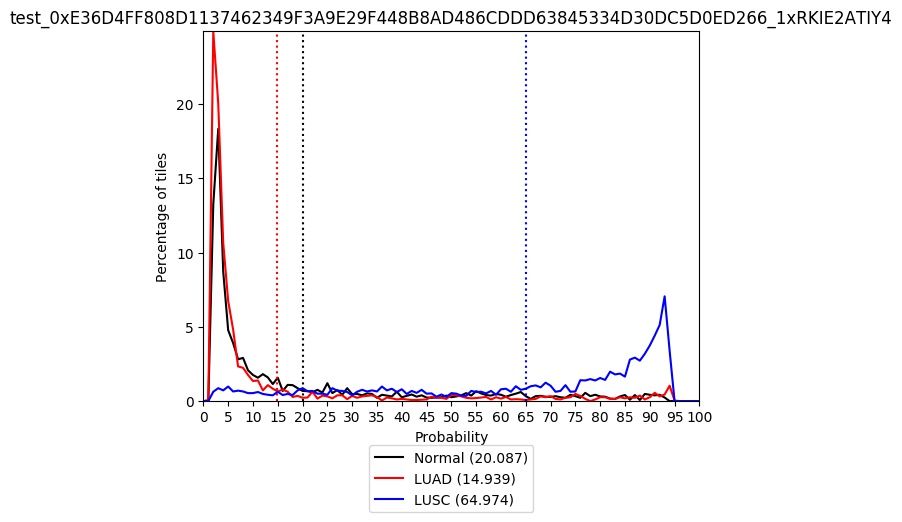 test_0xE36D4FF808D1137462349F3A9E29F448B8AD486CDDD63845334D30DC5D0ED266_1xRKIE2ATIY4
Percentage of tiles
20
15
10
5
0
0 5 10 15 20 25 30 35 40 45 50 55 60 65 70 75 80 85 90 95 100
Probability
Normal (20.087)
LUAD (14.939)
LUSC (64.974)